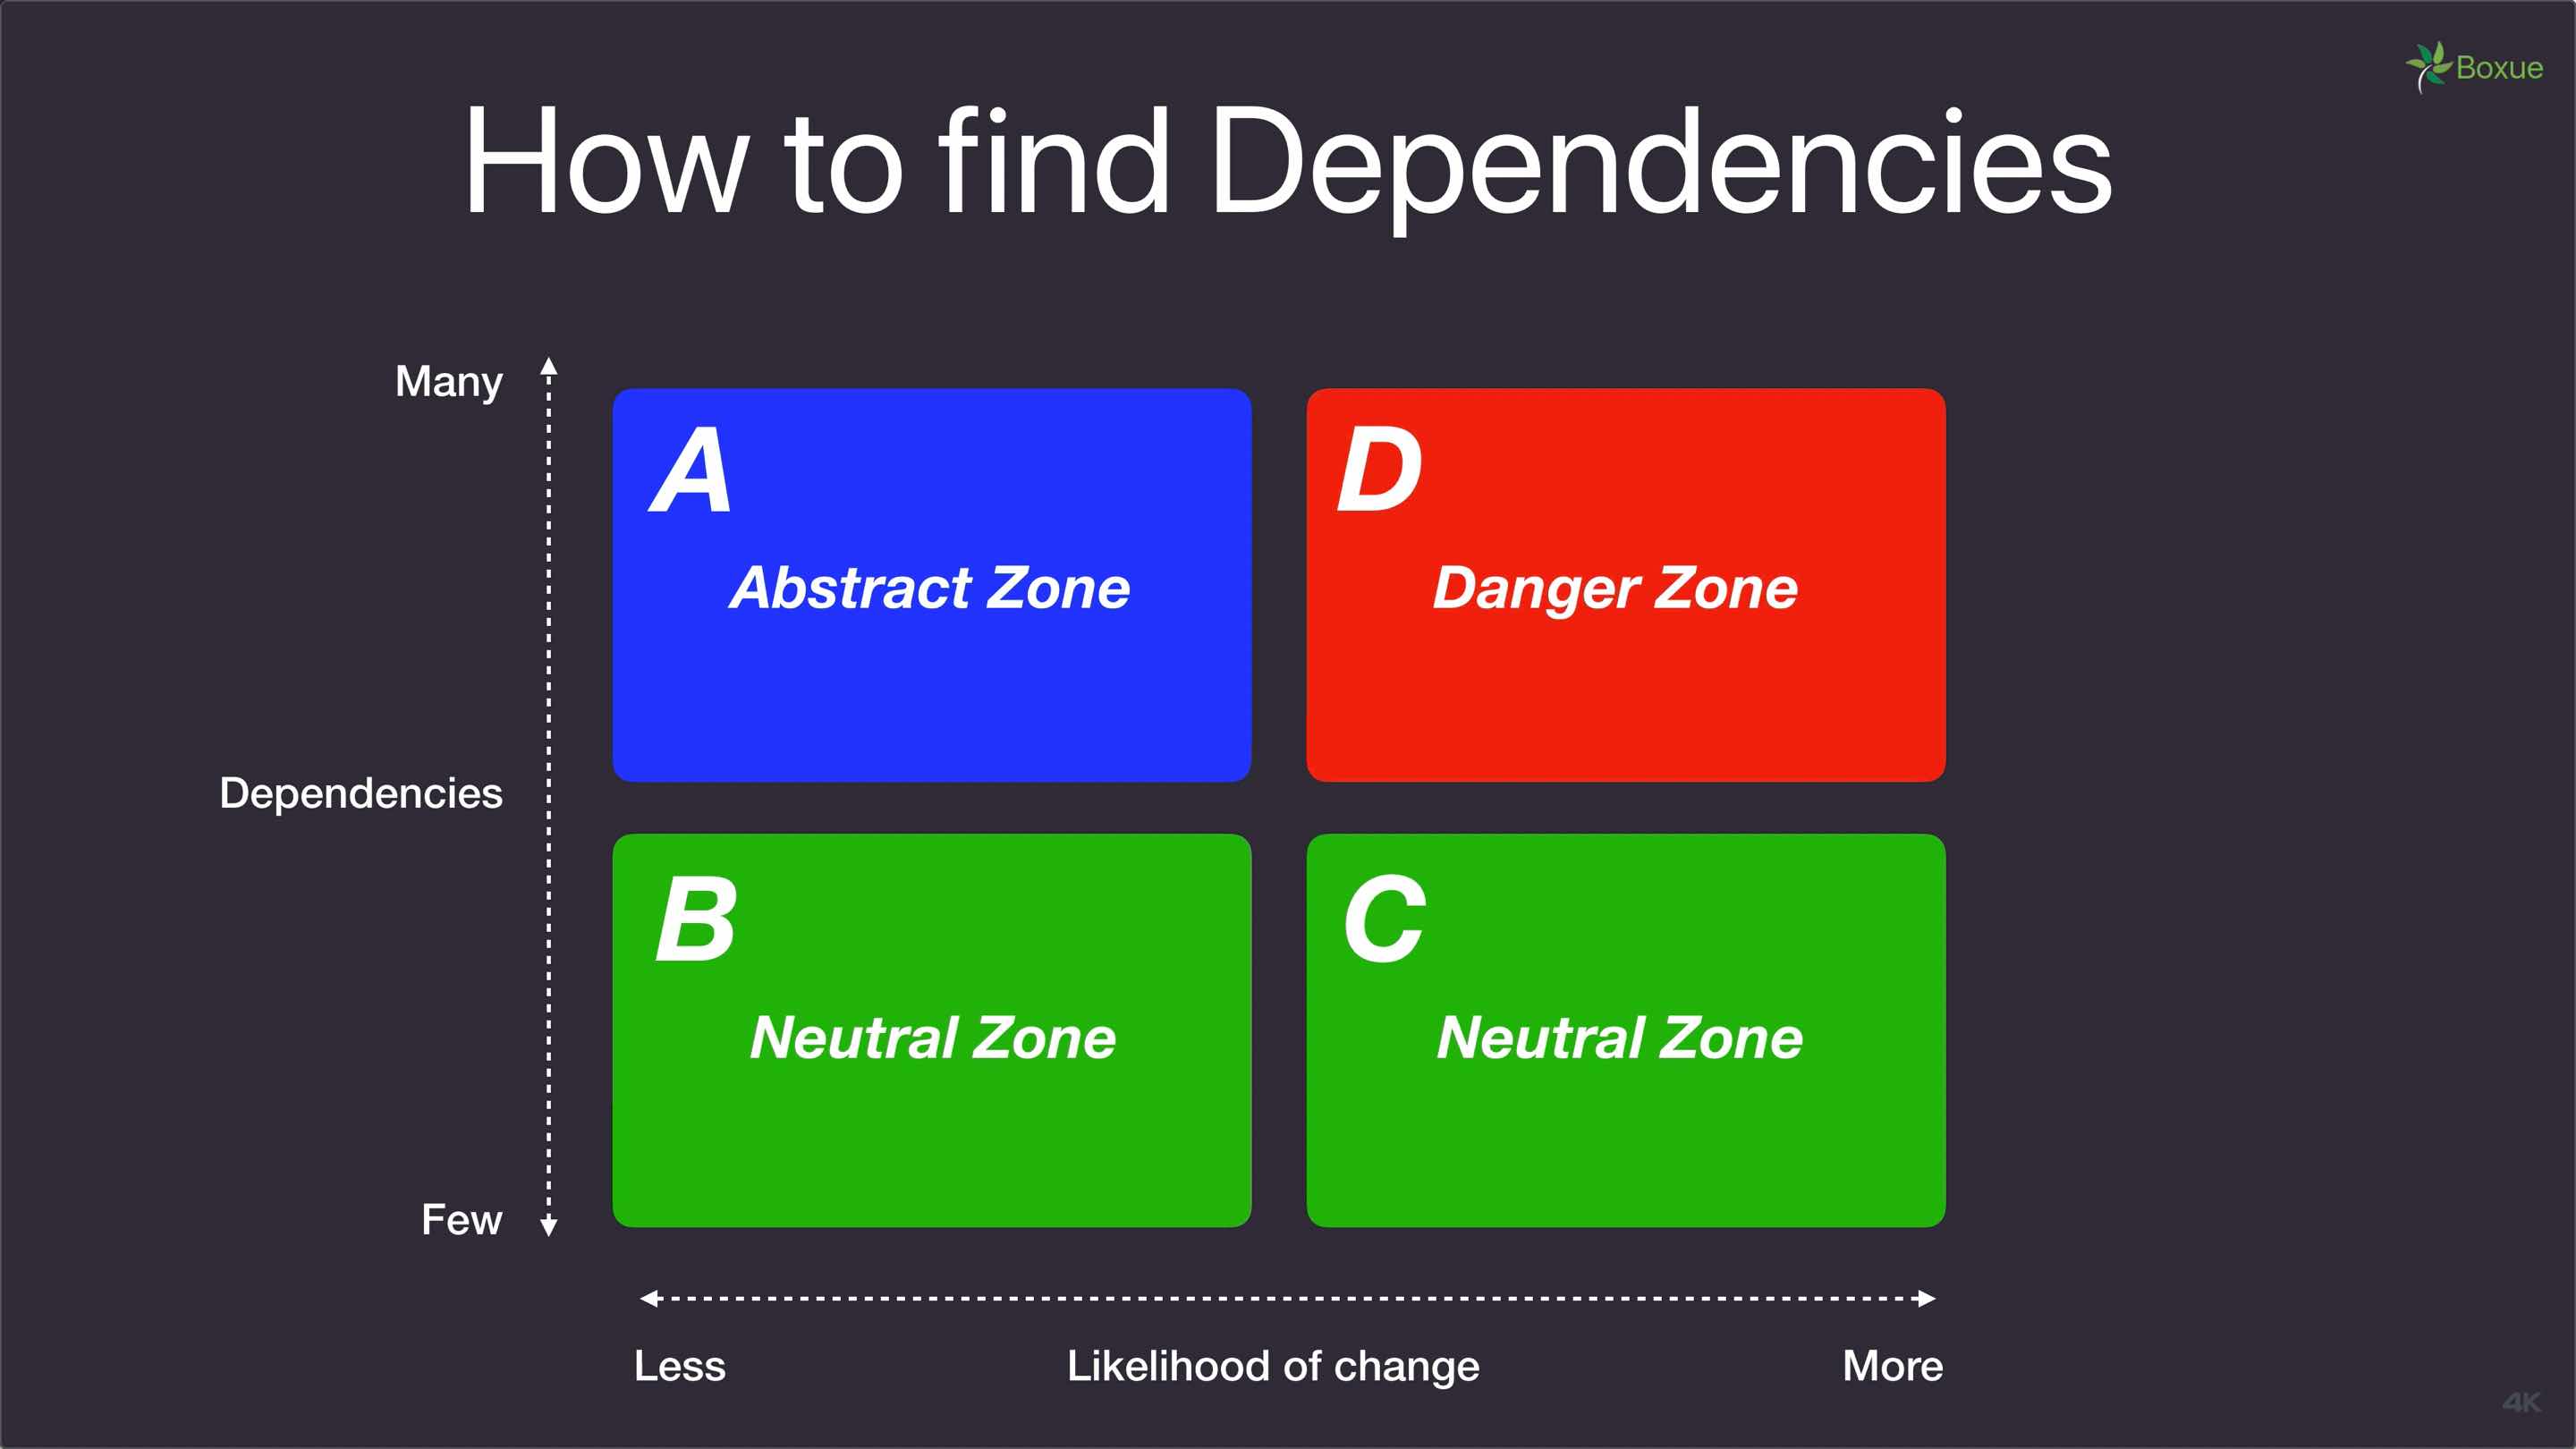 Boxue
How to find Dependencies
Many
A
Abstract Zone
D
Danger Zone
Dependencies
B
Neutral Zone
C
Neutral Zone
Few
Less
Likelihood of change
More
4K